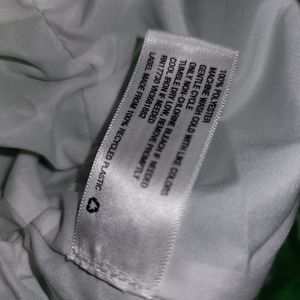 100% POLYESTER
MACHINE WASH COLD WITH LIKE COLORS
GENTLE CYCLE
ONLY NON-CHLORINE BLEACH IF NEEDED
TUMBLE DRY LOW, REMOVE PROMPTLY
COOL IRON IF NEEDED
LABEL MADE FROM 100% RECYCLED PLASTIC